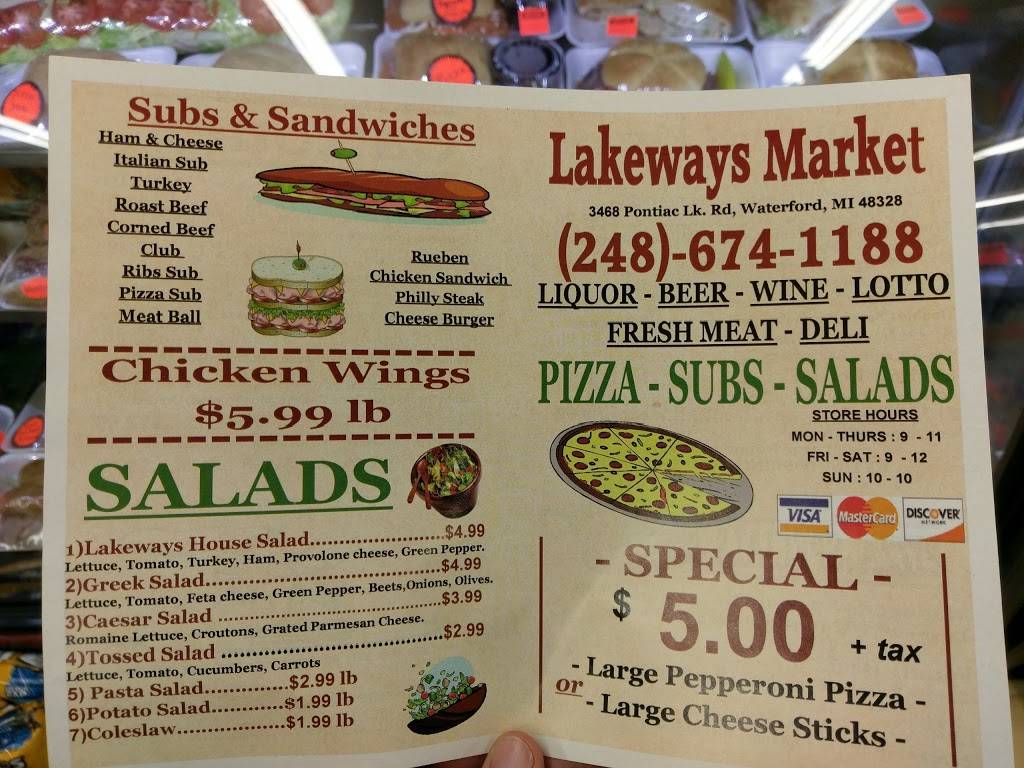 Subs & Sandwiches
Ham & Cheese
Italian Sub
Turkey
Roast Beef
Corned Beef
Club
Ribs Sub
Pizza Sub
Meat Ball
Rueben
Chicken Sandwich
Philly Steak
Cheese Burger
Chicken Wings
$5.99 lb
SALADS
1)Lakeways House Salad........................$4.99
Lettuce, Tomato, Turkey, Ham, Provolone cheese, Green Pepper.
2)Greek Salad..........................................$4.99
Lettuce, Tomato, Feta cheese, Green Pepper, Beets,Onions, Olives.
3)Caesar Salad ........................................$3.99
Romaine Lettuce, Croutons, Grated Parmesan Cheese.
4)Tossed Salad ........................................$2.99
Lettuce, Tomato, Cucumbers, Carrots
5) Pasta Salad..............$2.99 lb
6)Potato Salad.............$1.99 lb
7)Coleslaw...................$1.99 lb
Lakeways Market
3468 Pontiac Lk. Rd, Waterford, MI 48328
(248)-674-1188
LIQUOR - BEER - WINE - LOTTO
FRESH MEAT - DELI
PIZZA - SUBS - SALADS
STORE HOURS
MON - THURS : 9 - 11
FRI - SAT : 9 - 12
SUN : 10 - 10
VISA MasterCard DISCOVER
NETWORK
- SPECIAL -
$ 5.00 + tax
- Large Pepperoni Pizza -
or - Large Cheese Sticks -